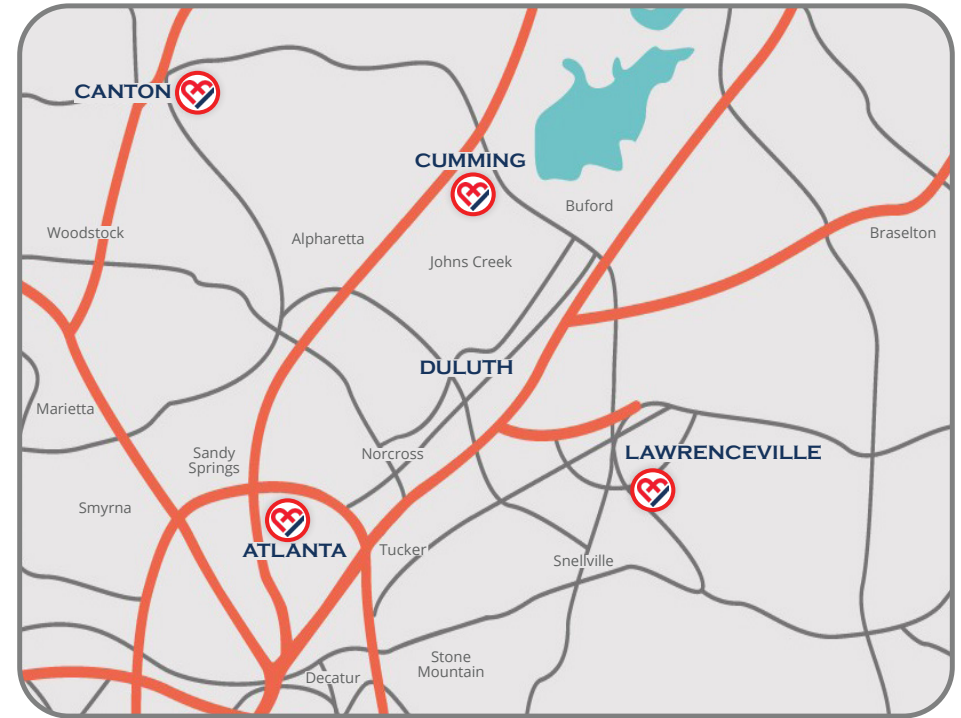 CANTON
CUMMING
Buford
Woodstock
Alpharetta
Braselton
Johns Creek
DULUTH
Marietta
Sandy
Springs
Norcross
LAWRENCEVILLE
Smyrna
ATLANTA
Tucker
Snellville
Stone
Mountain
Decatur